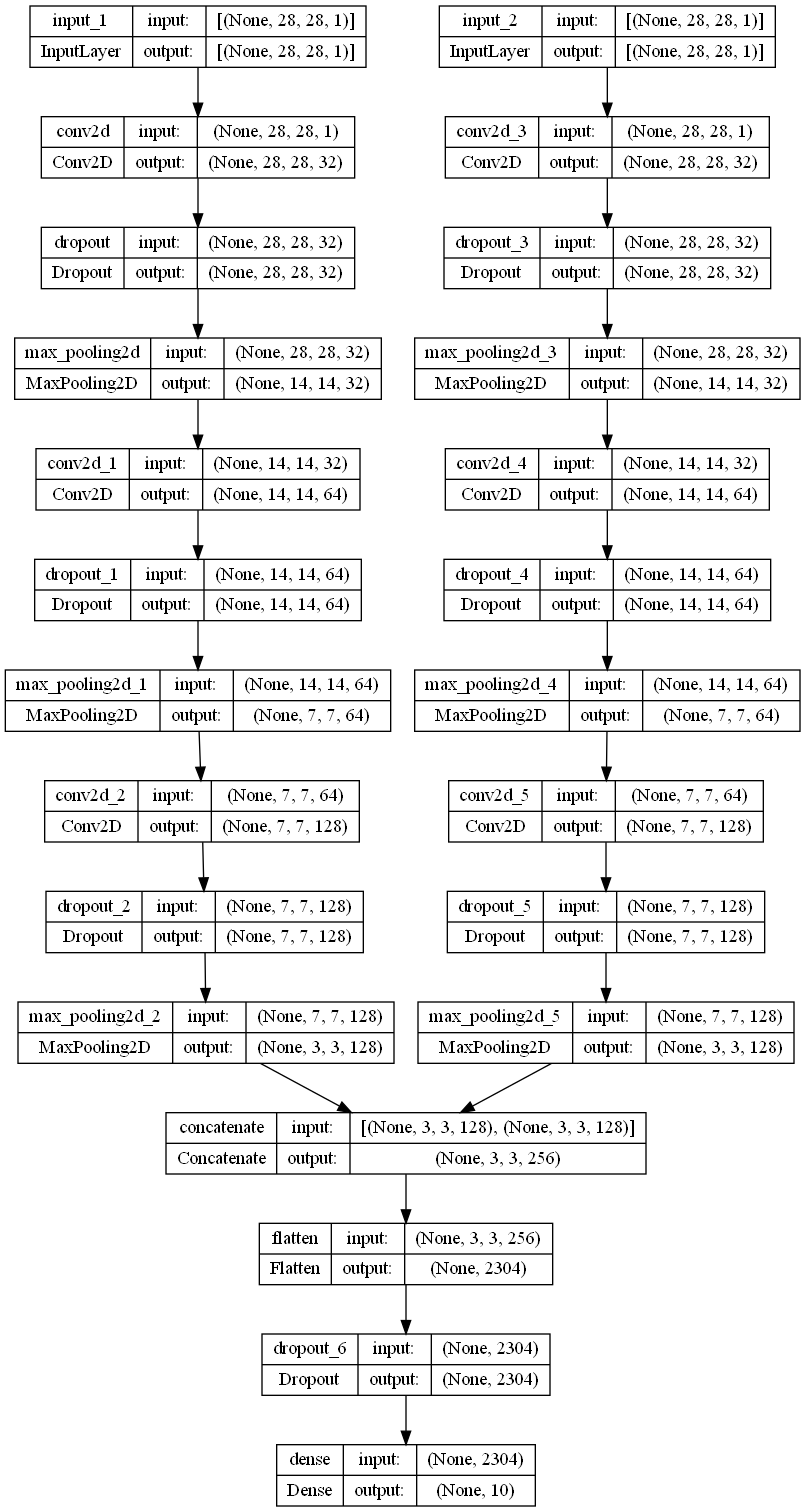 input_1 input: [(None, 28, 28, 1)]
InputLayer output: [(None, 28, 28, 1)]
input_2 input: [(None, 28, 28, 1)]
InputLayer output: [(None, 28, 28, 1)]
conv2d input: (None, 28, 28, 1)
Conv2D output: (None, 28, 28, 32)
conv2d_3 input: (None, 28, 28, 1)
Conv2D output: (None, 28, 28, 32)
dropout input: (None, 28, 28, 32)
Dropout output: (None, 28, 28, 32)
dropout_3 input: (None, 28, 28, 32)
Dropout output: (None, 28, 28, 32)
max_pooling2d input: (None, 28, 28, 32)
MaxPooling2D output: (None, 14, 14, 32)
max_pooling2d_3 input: (None, 28, 28, 32)
MaxPooling2D output: (None, 14, 14, 32)
conv2d_1 input: (None, 14, 14, 32)
Conv2D output: (None, 14, 14, 64)
conv2d_4 input: (None, 14, 14, 32)
Conv2D output: (None, 14, 14, 64)
dropout_1 input: (None, 14, 14, 64)
Dropout output: (None, 14, 14, 64)
dropout_4 input: (None, 14, 14, 64)
Dropout output: (None, 14, 14, 64)
max_pooling2d_1 input: (None, 14, 14, 64)
MaxPooling2D output: (None, 7, 7, 64)
max_pooling2d_4 input: (None, 14, 14, 64)
MaxPooling2D output: (None, 7, 7, 64)
conv2d_2 input: (None, 7, 7, 64)
Conv2D output: (None, 7, 7, 128)
conv2d_5 input: (None, 7, 7, 64)
Conv2D output: (None, 7, 7, 128)
dropout_2 input: (None, 7, 7, 128)
Dropout output: (None, 7, 7, 128)
dropout_5 input: (None, 7, 7, 128)
Dropout output: (None, 7, 7, 128)
max_pooling2d_2 input: (None, 7, 7, 128)
MaxPooling2D output: (None, 3, 3, 128)
max_pooling2d_5 input: (None, 7, 7, 128)
MaxPooling2D output: (None, 3, 3, 128)
concatenate input: [(None, 3, 3, 128), (None, 3, 3, 128)]
Concatenate output: (None, 3, 3, 256)
flatten input: (None, 3, 3, 256)
Flatten output: (None, 2304)
dropout_6 input: (None, 2304)
Dropout output: (None, 2304)
dense input: (None, 2304)
Dense output: (None, 10)